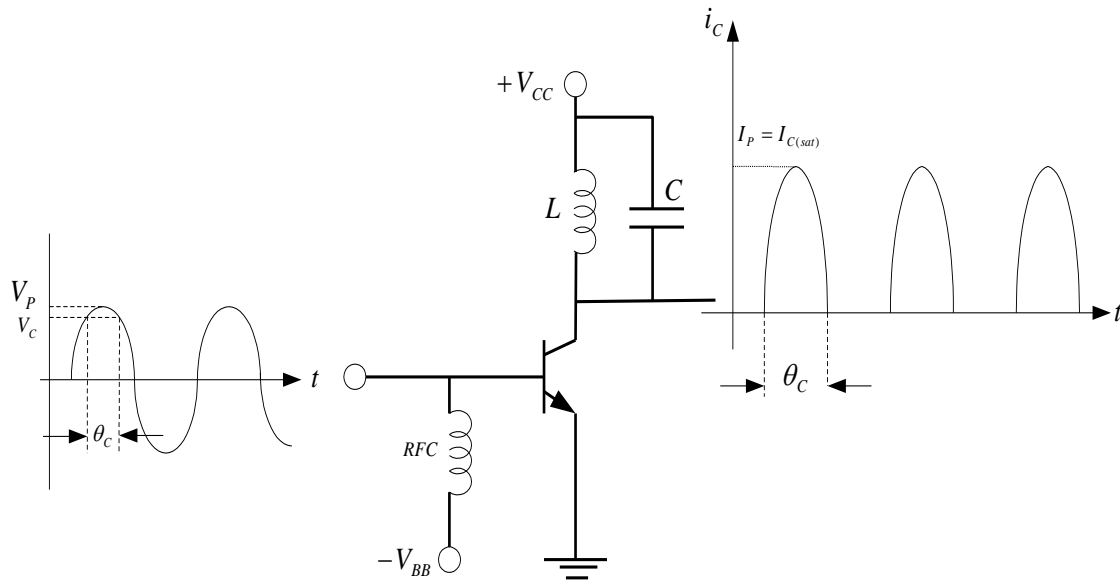 i_C
+V_CC
I_P = I_C(sat)
L
C
V_P
V_C
t
t
θ_C
θ_C
RFC
−V_BB